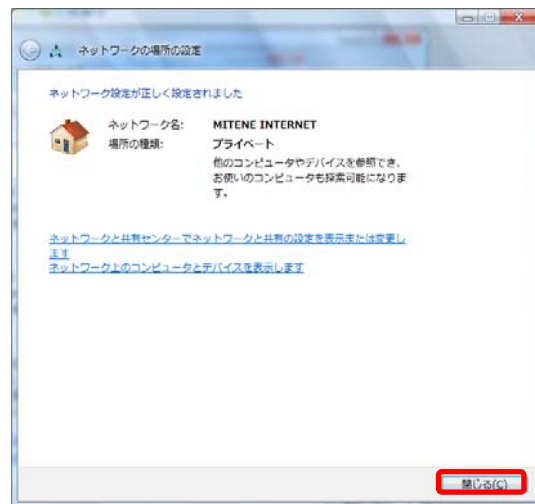 ネットワークの場所の設定
ネットワーク設定が正しく設定されました
ネットワーク名: MITENE INTERNET
場所の種類: プライベート
他のコンピュータやデバイスを参照でき、
お使いのコンピュータも探索可能になりま
す。
ネットワークと共有センターでネットワークと共有の設定を表示または変更し
ます
ネットワーク上のコンピュータとデバイスを表示します
閉じる(C)